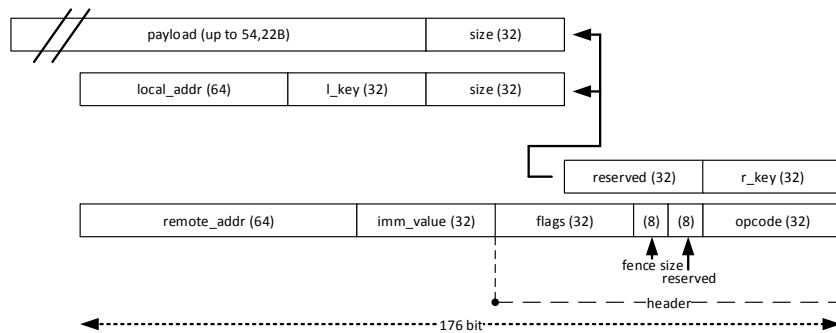 payload (up to 54,22B) size (32)
local_addr (64) l_key (32) size (32)
reserved (32) r_key (32)
remote_addr (64) imm_value (32) flags (32) (8) (8) opcode (32)
fence size
reserved
header
176 bit